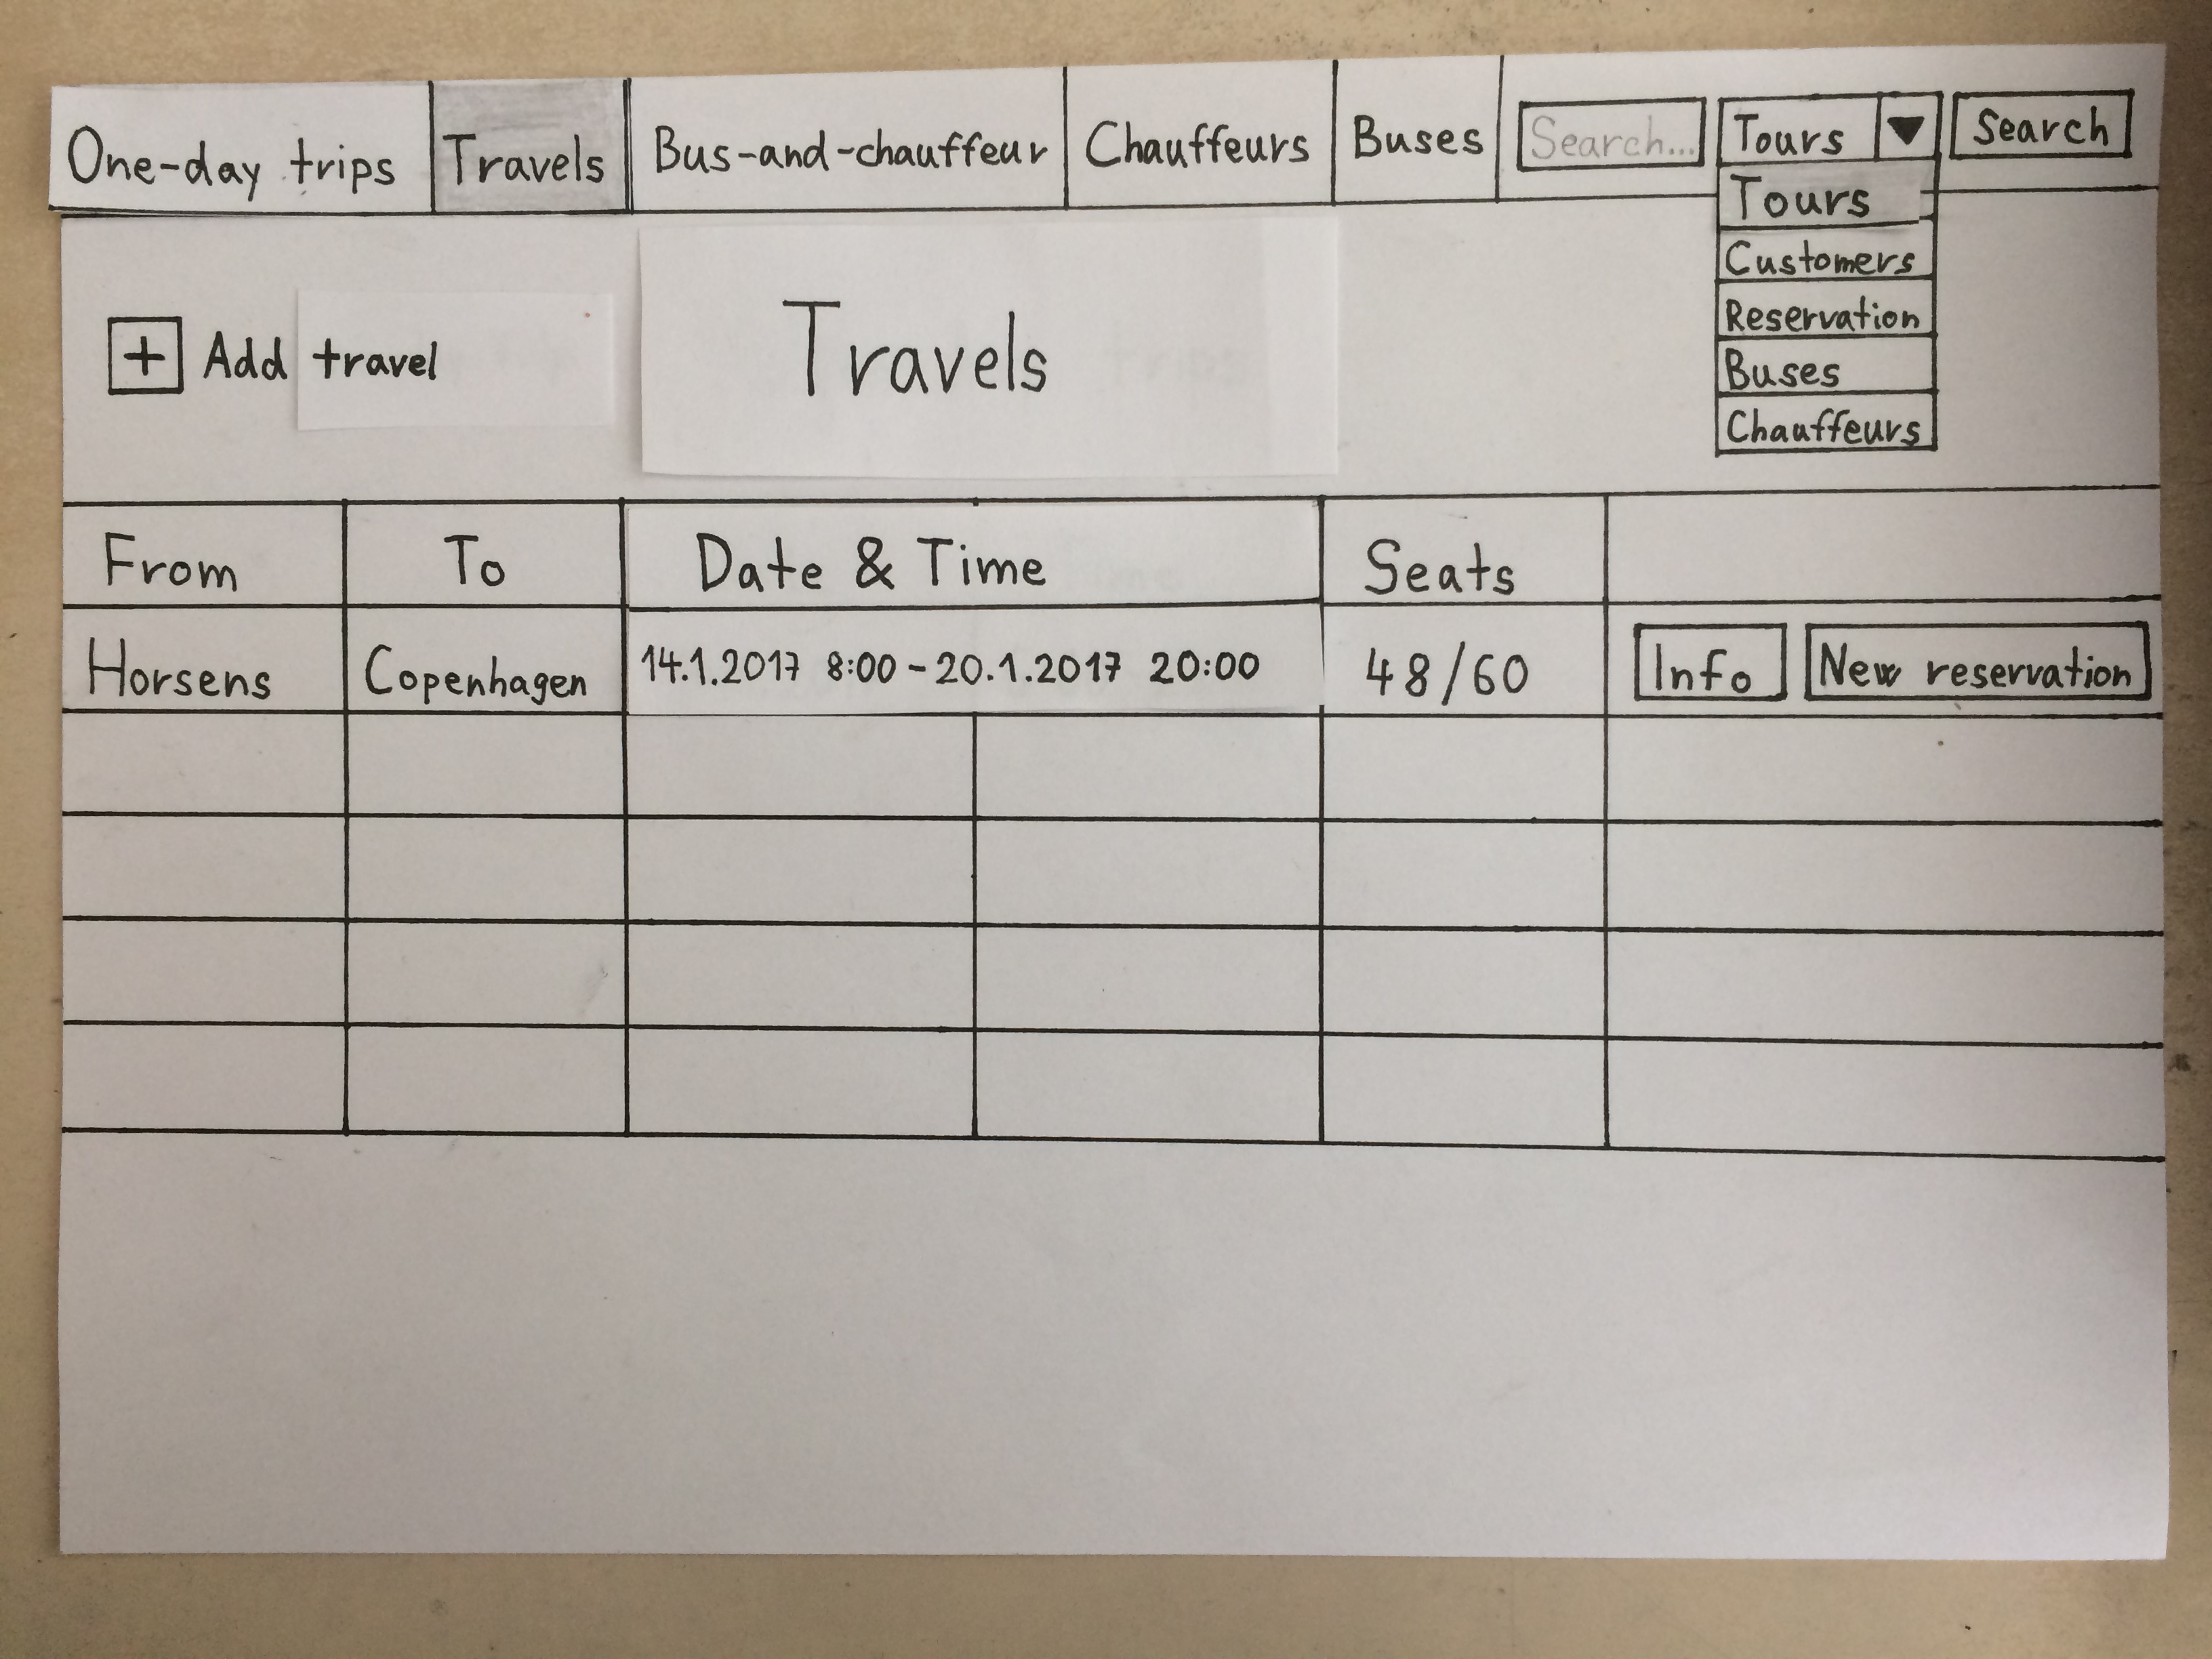 One-day trips Travels Bus-and-chauffeur Chauffeurs Buses Search... Tours ▼ Search
Tours
Customers
Reservation
Buses
Chauffeurs
+ Add travel
Travels
From To Date & Time Seats
Horsens Copenhagen 14.1.2017 8:00 - 20.1.2017 20:00 48/60 Info New reservation